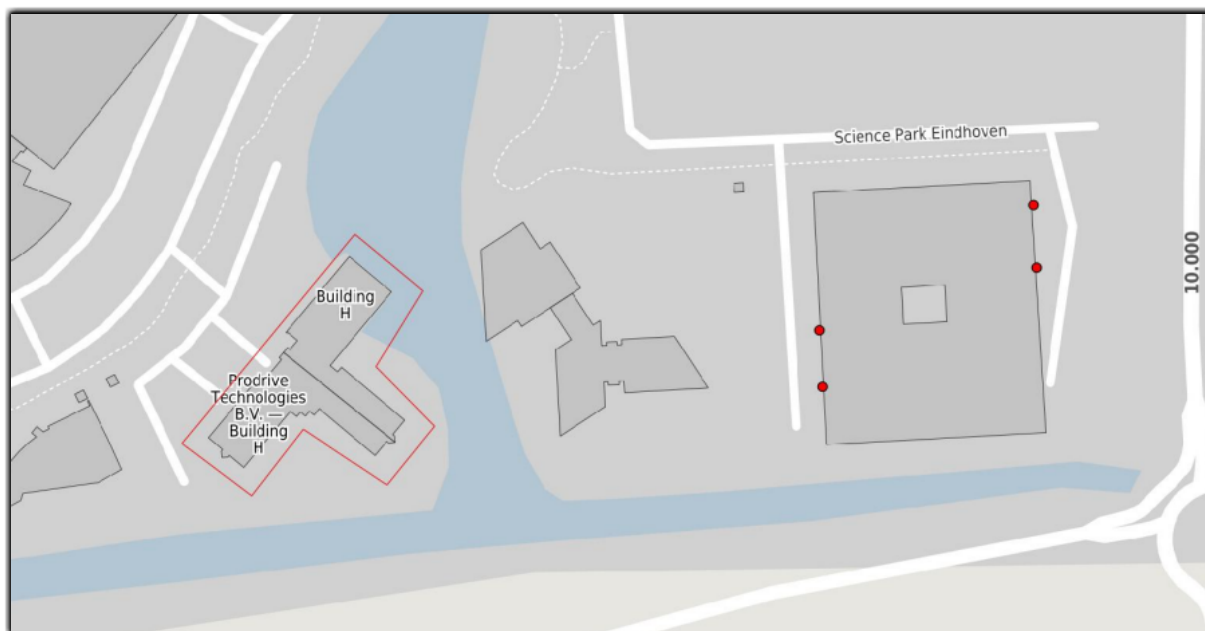 Science Park Eindhoven
10.000
Building
H
Prodrive
Technologies
B.V. —
Building
H